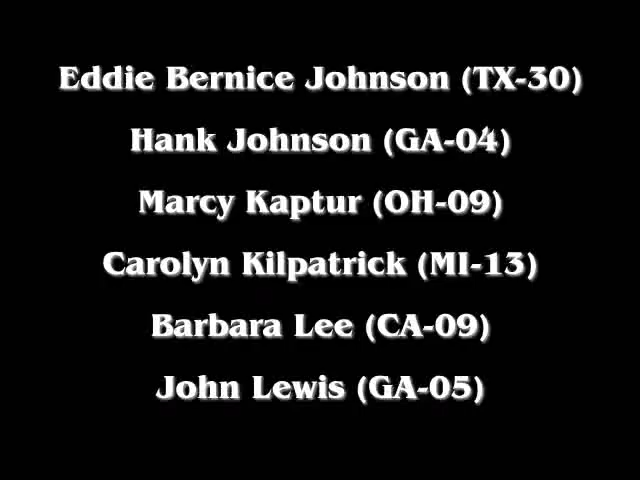 Eddie Bernice Johnson (TX-30)
Hank Johnson (GA-04)
Marcy Kaptur (OH-09)
Carolyn Kilpatrick (MI-13)
Barbara Lee (CA-09)
John Lewis (GA-05)